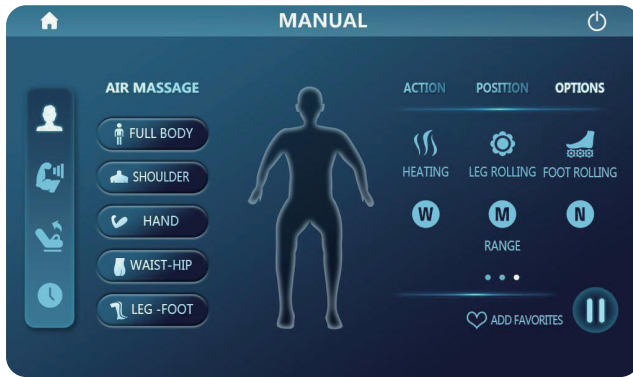 MANUAL
AIR MASSAGE
FULL BODY
SHOULDER
HAND
WAIST-HIP
LEG -FOOT
ACTION POSITION OPTIONS
HEATING LEG ROLLING FOOT ROLLING
W M N
RANGE
ADD FAVORITES